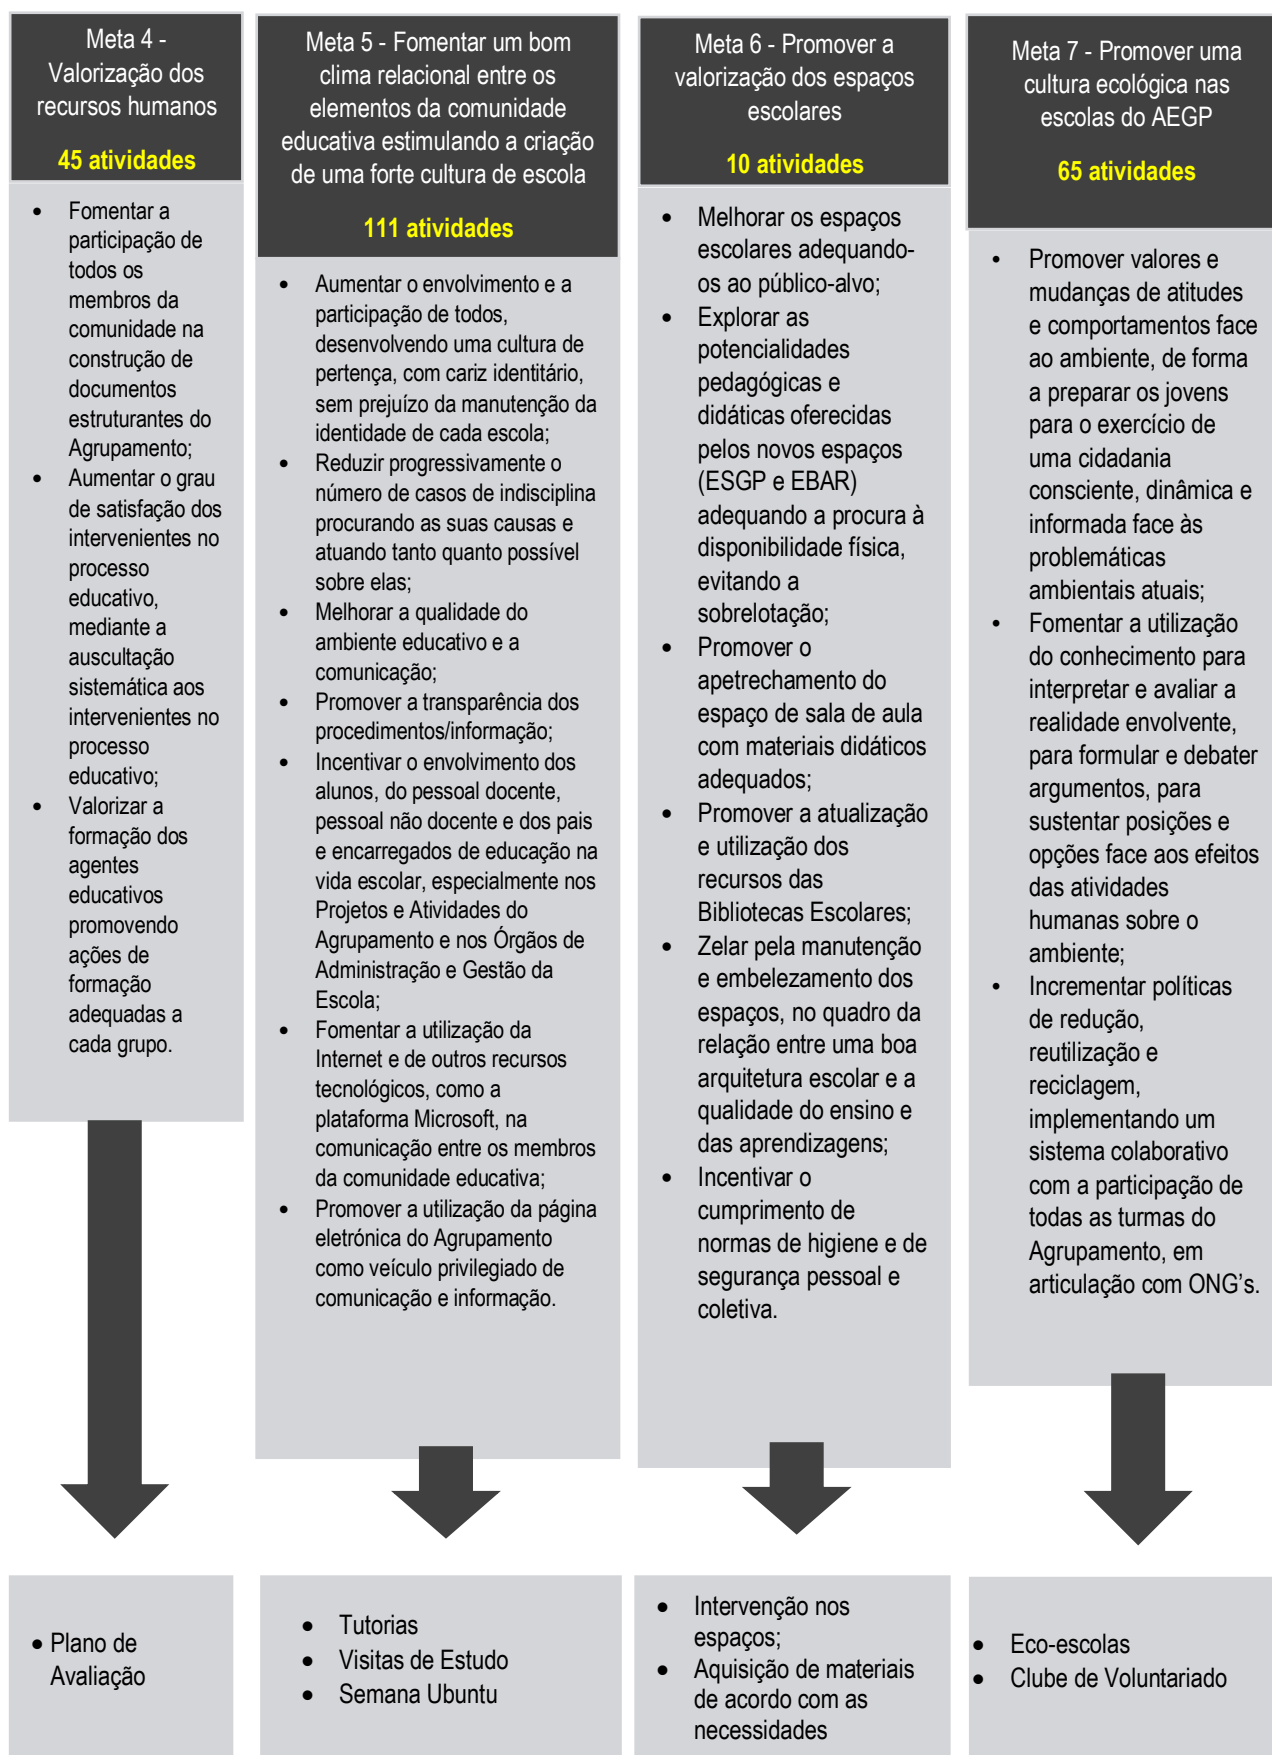 Meta 4 -
Valorização dos
recursos humanos
45 atividades
• Fomentar a
participação de
todos os
membros da
comunidade na
construção de
documentos
estruturantes do
Agrupamento;
• Aumentar o grau
de satisfação dos
intervenientes no
processo
educativo,
mediante a
auscultação
sistemática aos
intervenientes no
processo
educativo;
• Valorizar a
formação dos
agentes
educativos
promovendo
ações de
formação
adequadas a
cada grupo.
• Plano de
Avaliação
Meta 5 - Fomentar um bom
clima relacional entre os
elementos da comunidade
educativa estimulando a criação
de uma forte cultura de escola
111 atividades
• Aumentar o envolvimento e a
participação de todos,
desenvolvendo uma cultura de
pertença, com cariz identitário,
sem prejuízo da manutenção da
identidade de cada escola;
• Reduzir progressivamente o
número de casos de indisciplina
procurando as suas causas e
atuando tanto quanto possível
sobre elas;
• Melhorar a qualidade do
ambiente educativo e a
comunicação;
• Promover a transparência dos
procedimentos/informação;
• Incentivar o envolvimento dos
alunos, do pessoal docente,
pessoal não docente e dos pais
e encarregados de educação na
vida escolar, especialmente nos
Projetos e Atividades do
Agrupamento e nos Órgãos de
Administração e Gestão da
Escola;
• Fomentar a utilização da
Internet e de outros recursos
tecnológicos, como a
plataforma Microsoft, na
comunicação entre os membros
da comunidade educativa;
• Promover a utilização da página
eletrónica do Agrupamento
como veículo privilegiado de
comunicação e informação.
• Tutorias
• Visitas de Estudo
• Semana Ubuntu
Meta 6 - Promover a
valorização dos espaços
escolares
10 atividades
• Melhorar os espaços
escolares adequando-
os ao público-alvo;
• Explorar as
potencialidades
pedagógicas e
didáticas oferecidas
pelos novos espaços
(ESGP e EBAR)
adequando a procura à
disponibilidade física,
evitando a
sobrelotação;
• Promover o
apetrechamento do
espaço de sala de aula
com materiais didáticos
adequados;
• Promover a atualização
e utilização dos
recursos das
Bibliotecas Escolares;
• Zelar pela manutenção
e embelezamento dos
espaços, no quadro da
relação entre uma boa
arquitetura escolar e a
qualidade do ensino e
das aprendizagens;
• Incentivar o
cumprimento de
normas de higiene e de
segurança pessoal e
coletiva.
• Intervenção nos
espaços;
• Aquisição de materiais
de acordo com as
necessidades
Meta 7 - Promover uma
cultura ecológica nas
escolas do AEGP
65 atividades
• Promover valores e
mudanças de atitudes
e comportamentos face
ao ambiente, de forma
a preparar os jovens
para o exercício de
uma cidadania
consciente, dinâmica e
informada face às
problemáticas
ambientais atuais;
• Fomentar a utilização
do conhecimento para
interpretar e avaliar a
realidade envolvente,
para formular e debater
argumentos, para
sustentar posições e
opções face aos efeitos
das atividades
humanas sobre o
ambiente;
• Incrementar políticas
de redução,
reutilização e
reciclagem,
implementando um
sistema colaborativo
com a participação de
todas as turmas do
Agrupamento, em
articulação com ONG’s.
• Eco-escolas
• Clube de Voluntariado